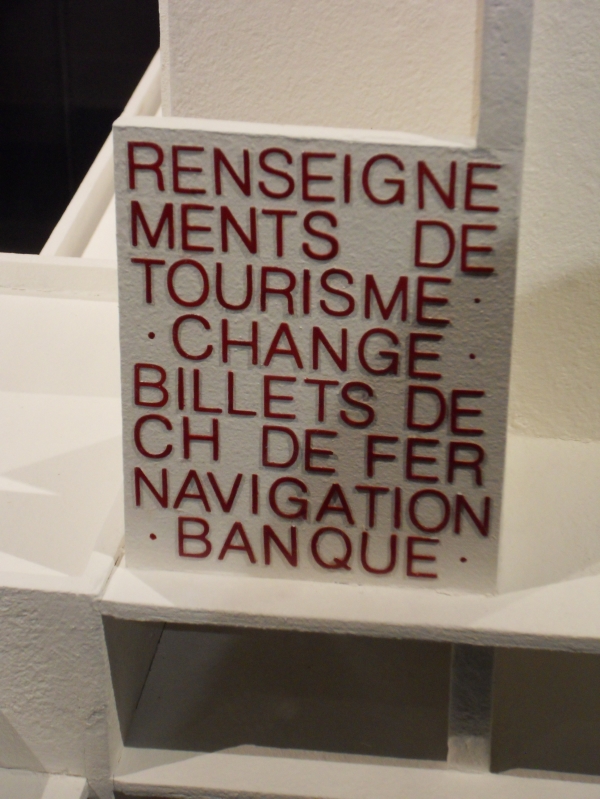 RENSEIGNE
MENTS DE
TOURISME ·
· CHANGE ·
BILLETS DE
CH DE FER
NAVIGATION
· BANQUE ·